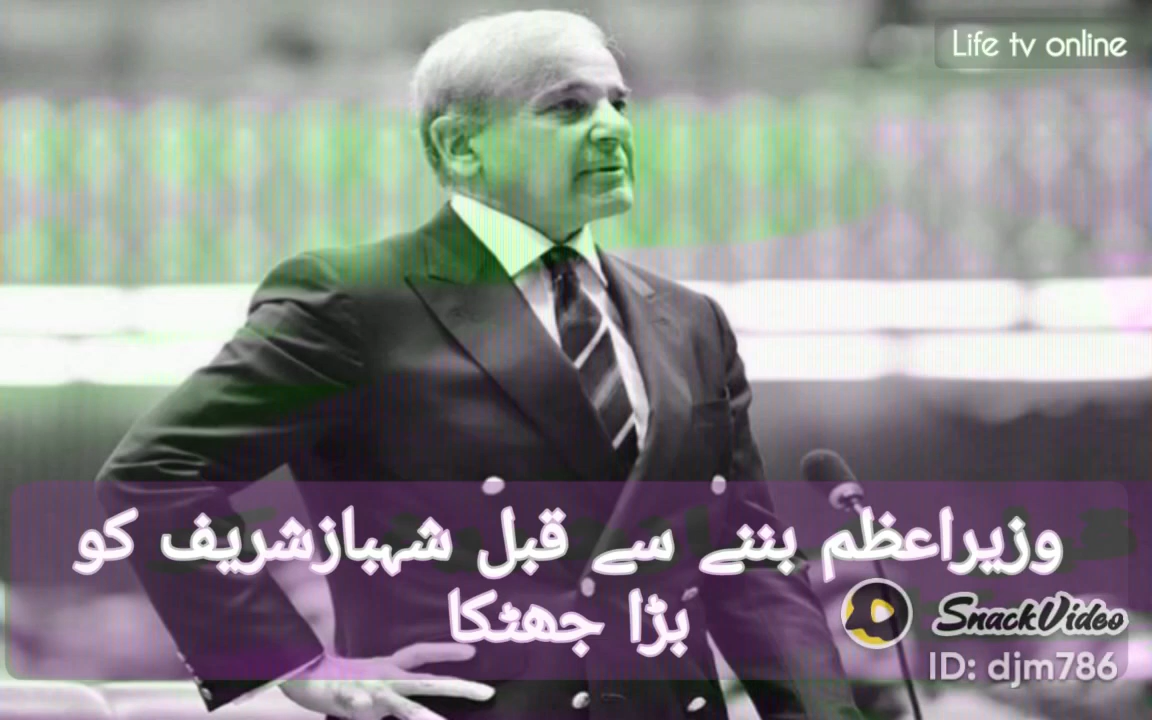 Life tv online
وزیراعظم بننے سے قبل شہبازشریف کو
بڑا جھٹکا
SnackVideo
ID: djm786